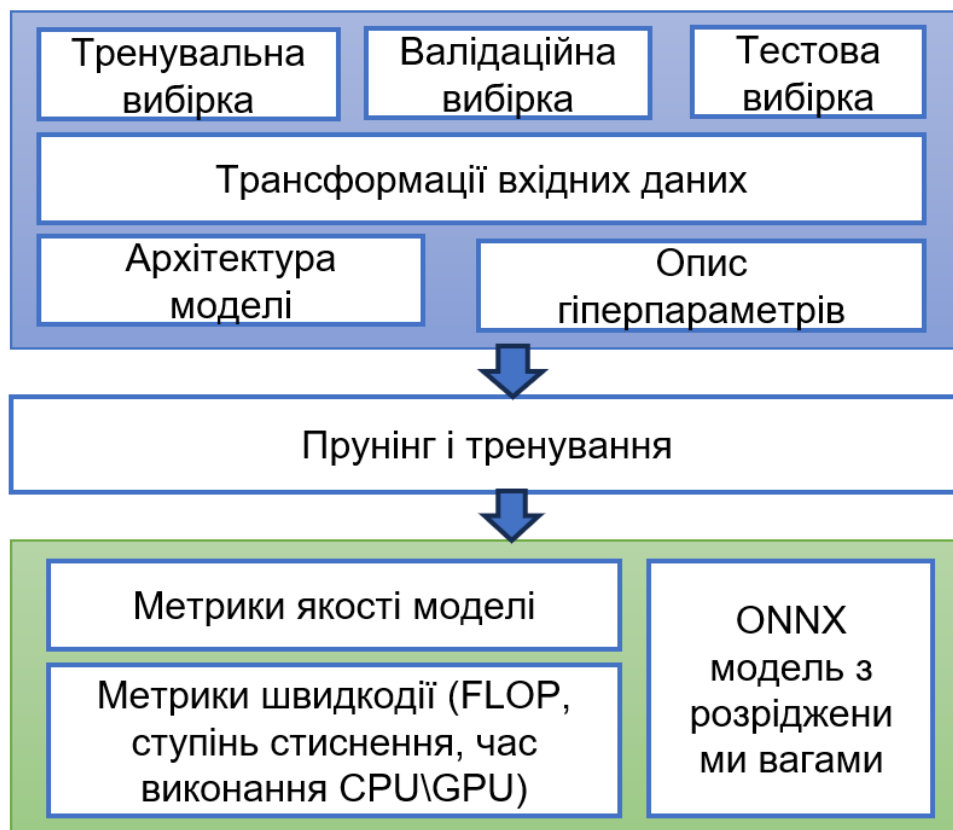 Тренувальна
вибірка
Валідаційна
вибірка
Тестова
вибірка
Трансформації вхідних даних
Архітектура
моделі
Опис
гіперпараметрів
Прунінг і тренування
Метрики якості моделі
Метрики швидкодії (FLOP,
ступінь стиснення, час
виконання CPU\GPU)
ONNX
модель з
розріджени
ми вагами